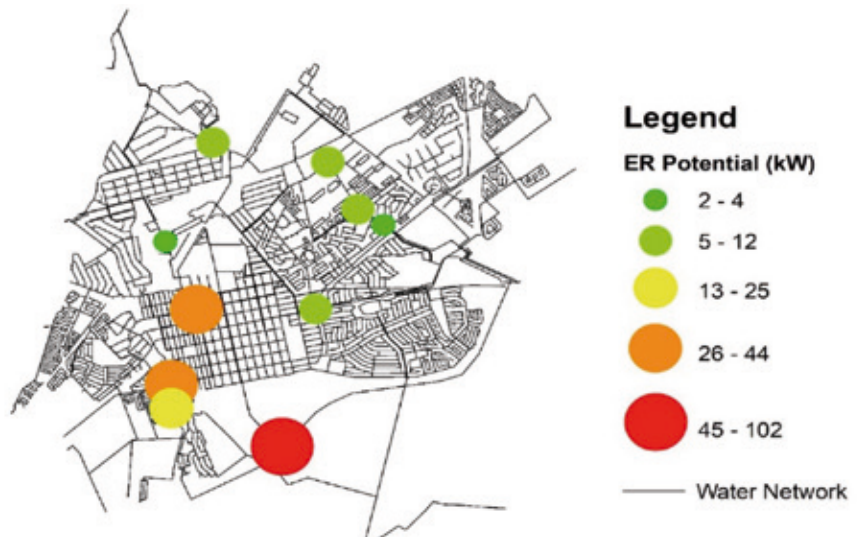 Legend
ER Potential (kW)
2 - 4
5 - 12
13 - 25
26 - 44
45 - 102
Water Network